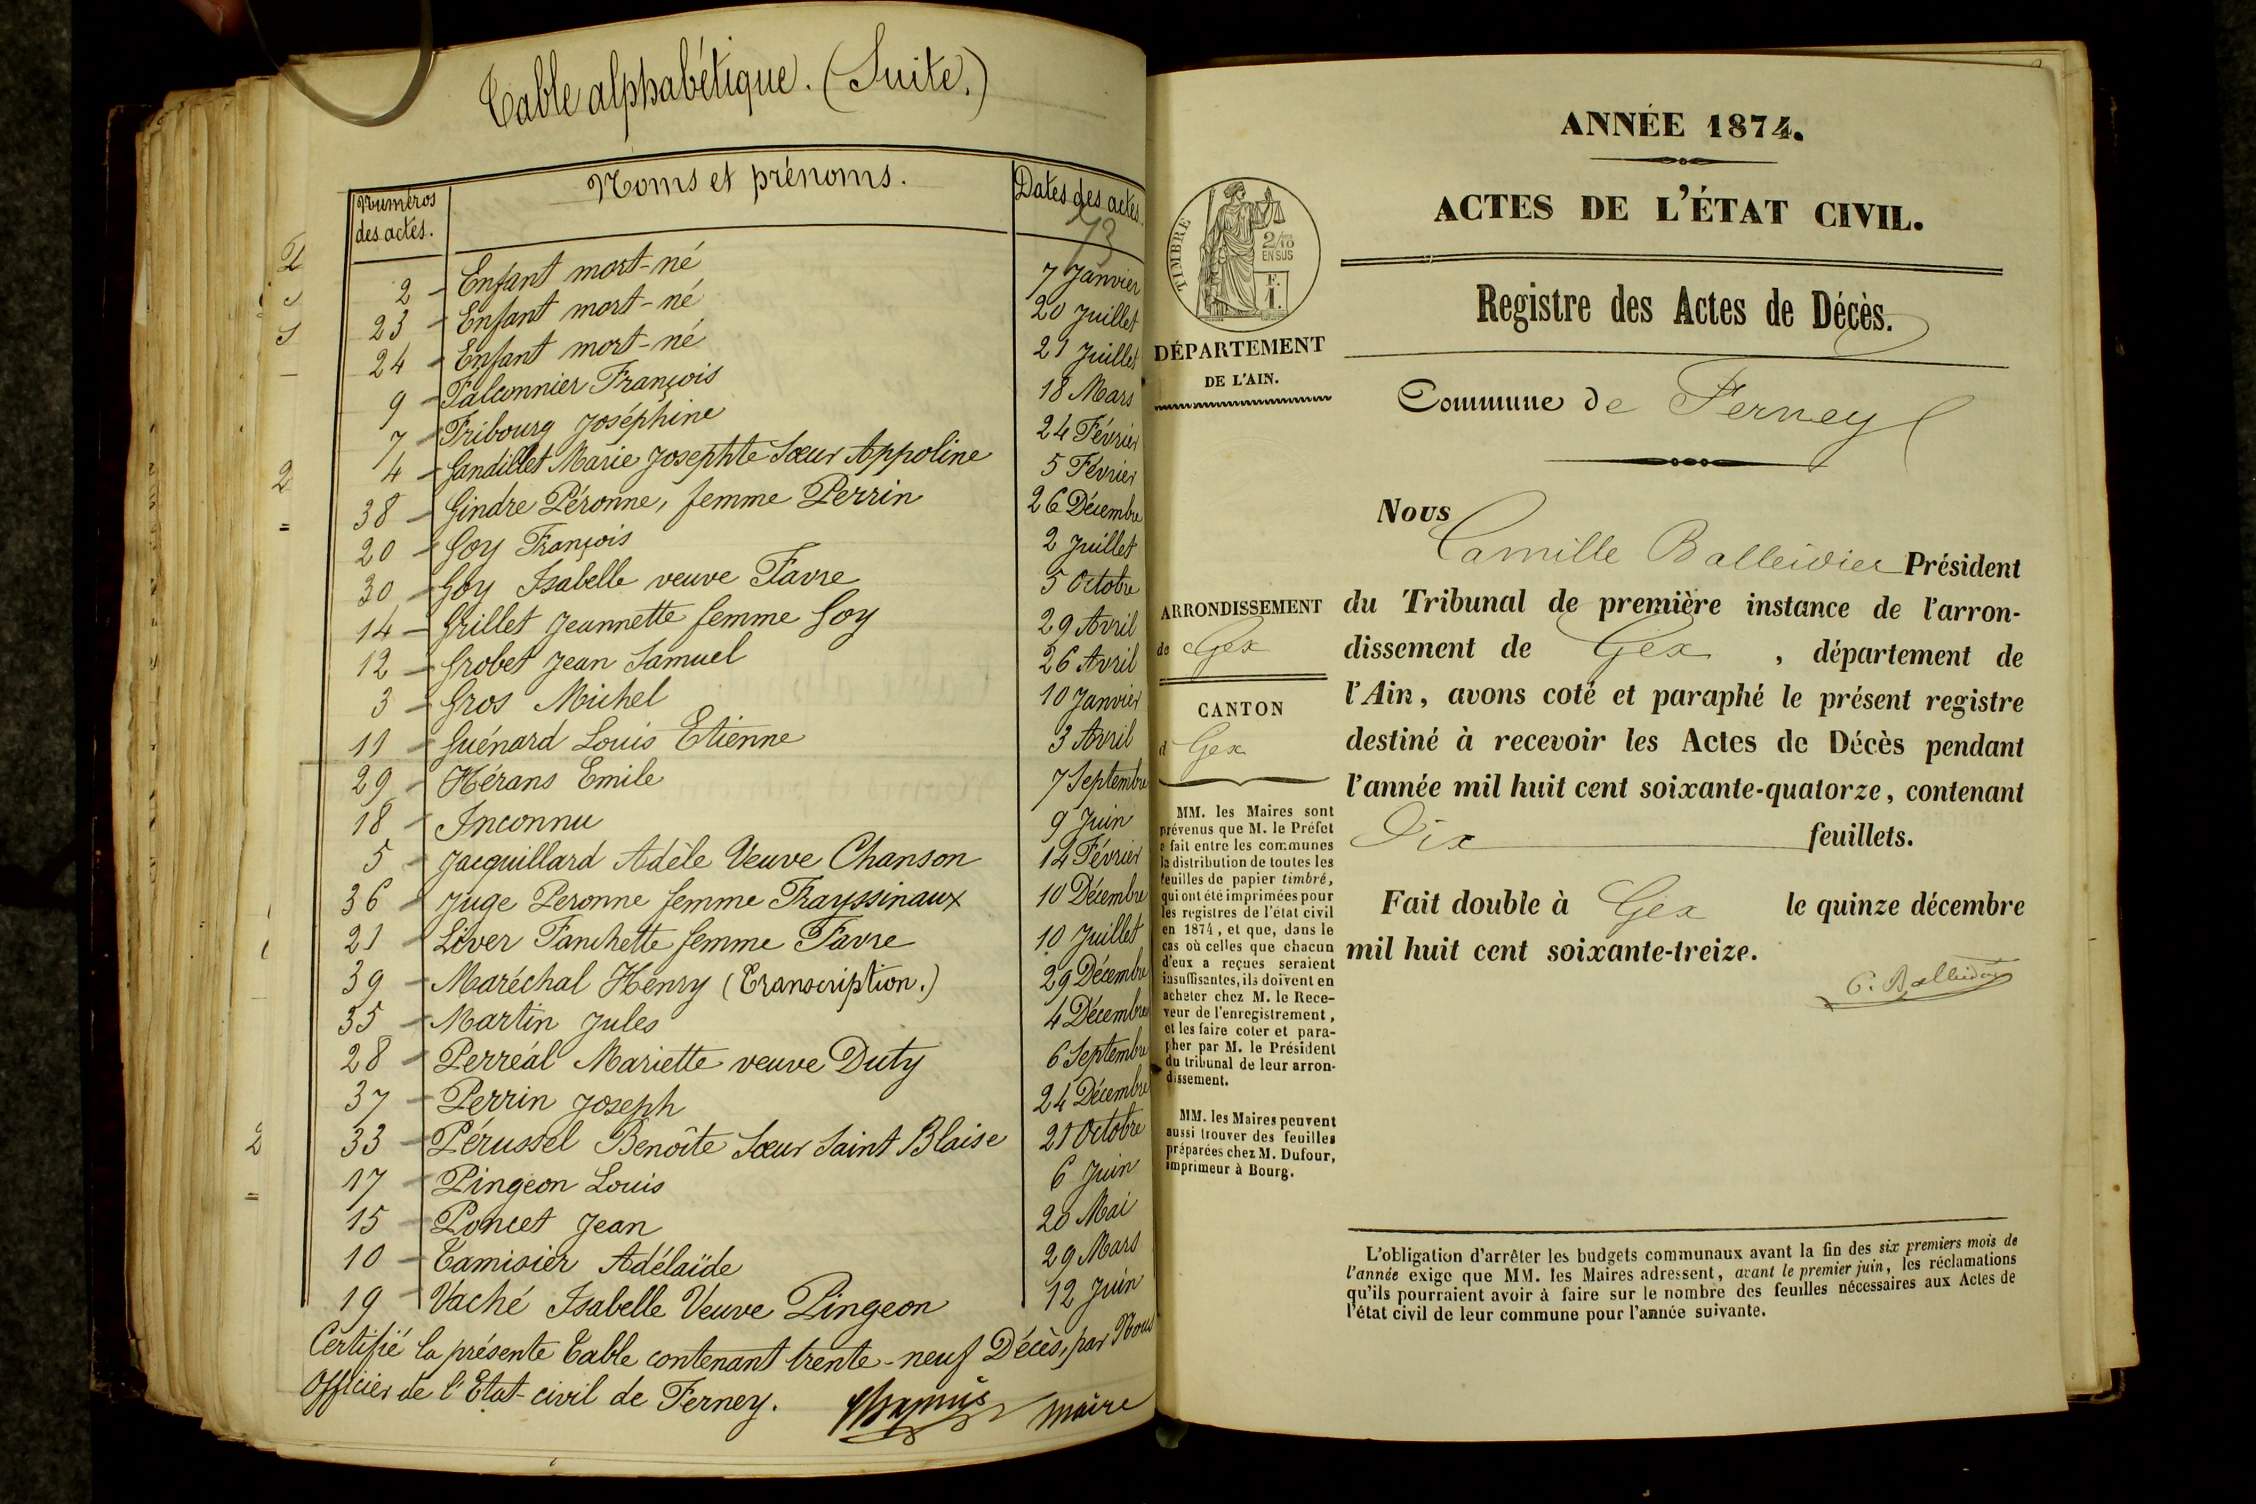 Table alphabétique. (Suite.)
Numéros des actes. Noms et prénoms. Dates des actes.
73
2 - Enfant mort-né 7 Janvier
23 - Enfant mort-né 20 Juillet
24 - Enfant mort-né 21 Juillet
9 - Falconnier François 18 Mars
7 - Fribourg Joséphine 24 Février
4 - Gandillet Marie Josephte Sœur Appoline 5 Février
38 - Gindre Péronne, femme Perrin 26 Décembre
20 - Goy François 2 Juillet
30 - Goy Isabelle veuve Favre 5 Octobre
14 - Grillet Jeannette femme Goy 29 Avril
12 - Grobet Jean Samuel 26 Avril
3 - Gros Michel 10 Janvier
11 - Guénard Louis Etienne 3 Avril
29 - Hérans Emile 7 Septembre
18 - Inconnu 9 Juin
5 - Jacquillard Adèle Veuve Chanson 14 Février
36 - Juge Peronne femme Frayssinaux 10 Décembre
21 - Löver Fanchette femme Favre 10 Juillet
39 - Maréchal Henry (Transcription.) 29 Décembre
35 - Martin Jules 4 Décembre
28 - Perréal Mariette veuve Duty 6 Septembre
37 - Perrin Joseph 24 Décembre
33 - Pérussel Benoîte Sœur Saint Blaise 21 Octobre
17 - Pingeon Louis 6 Juin
15 - Poncet Jean 20 Mai
10 - Tamisier Adélaïde 29 Mars
19 - Vaché Isabelle Veuve Pingeon 12 Juin
Certifié la présente Table contenant trente-neuf Décès, par Nous
Officier de l'Etat-civil de Ferney.
maire
ANNÉE 1874.
ACTES DE L'ÉTAT CIVIL.
Registre des Actes de Décès.
TIMBRE
2/10
EN SUS
F.
1.
DÉPARTEMENT
DE L'AIN.
Commune de Ferney
ARRONDISSEMENT
de Gex
CANTON
d Gex
MM. les Maires sont
prévenus que M. le Préfet
a fait entre les communes
la distribution de toutes les
feuilles de papier timbré,
qui ont été imprimées pour
les registres de l'état civil
en 1874, et que, dans le
cas où celles que chacun
d'eux a reçues seraient
insuffisantes, ils doivent en
acheter chez M. le Rece-
veur de l'enregistrement,
et les faire coter et para-
pher par M. le Président
du tribunal de leur arron-
dissement.
MM. les Maires peuvent
aussi trouver des feuilles
préparées chez M. Dufour,
imprimeur à Bourg.
Nous Camille Balleidier Président
du Tribunal de première instance de l'arron-
dissement de Gex, département de
l'Ain, avons coté et paraphé le présent registre
destiné à recevoir les Actes de Décès pendant
l'année mil huit cent soixante-quatorze, contenant
Dix feuillets.
Fait double à Gex le quinze décembre
mil huit cent soixante-treize.
C. Balleidier
L'obligation d'arrêter les budgets communaux avant la fin des six premiers mois de
l'année exige que MM. les Maires adressent, avant le premier juin, les réclamations
qu'ils pourraient avoir à faire sur le nombre des feuilles nécessaires aux Actes de
l'état civil de leur commune pour l'année suivante.